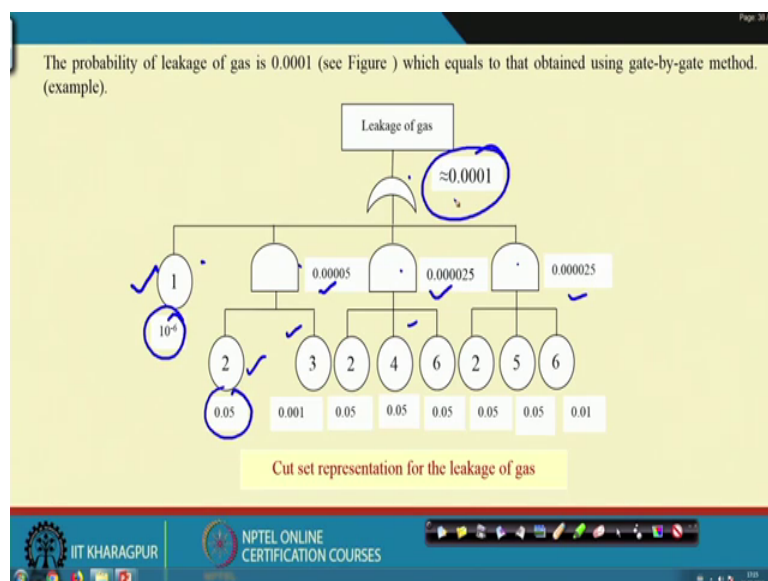 Page: 38
The probability of leakage of gas is 0.0001 (see Figure ) which equals to that obtained using gate-by-gate method.
(example).
Leakage of gas
≈0.0001
1
0.00005
0.000025
0.000025
10⁻⁶
2 3 2 4 6 2 5 6
0.05 0.001 0.05 0.05 0.05 0.05 0.05 0.01
Cut set representation for the leakage of gas
IIT KHARAGPUR
NPTEL ONLINE
CERTIFICATION COURSES